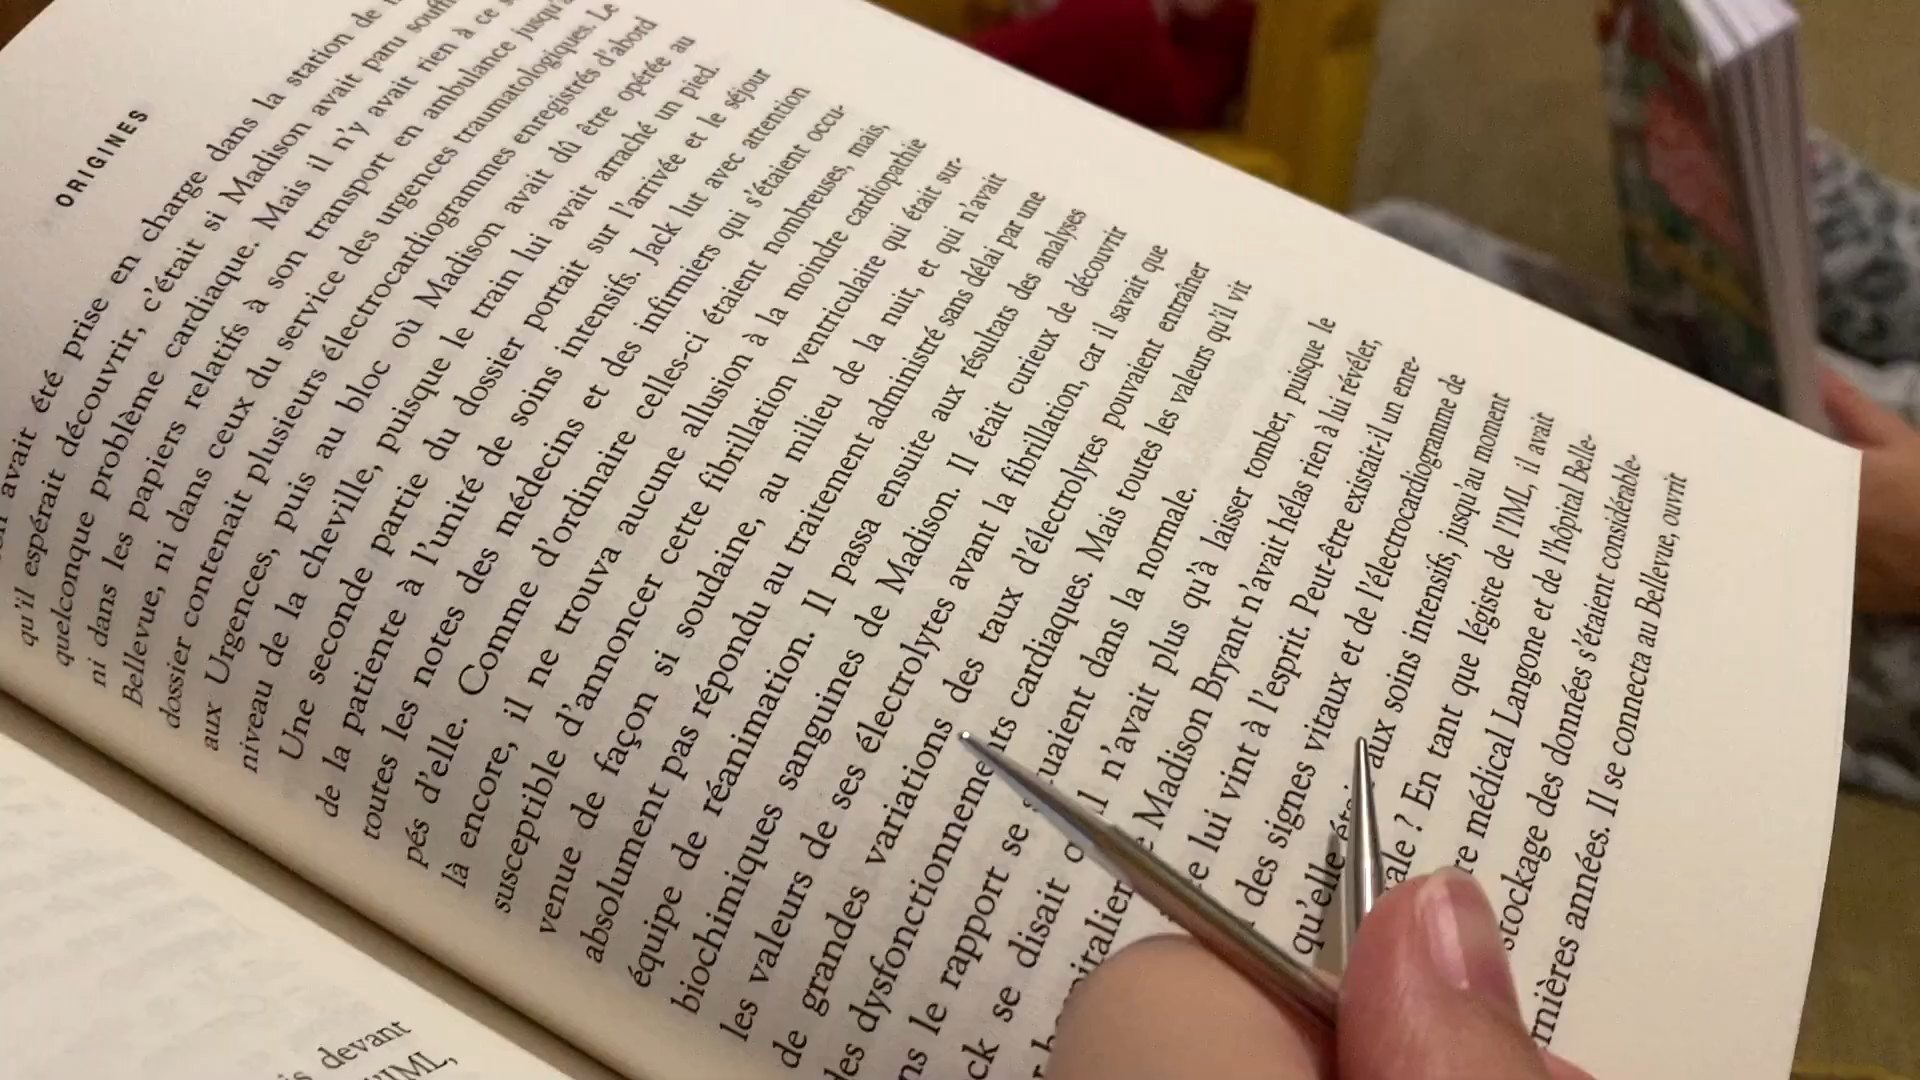 ORIGINES
avait été prise en charge dans la station de
qu'il espérait découvrir, c'était si Madison avait paru
quelconque problème cardiaque. Mais il n'y avait rien à ce
ni dans les papiers relatifs à son transport en ambulance
Bellevue, ni dans ceux du service des urgences traumatologiques. Le
dossier contenait plusieurs électrocardiogrammes enregistrés d'abord
aux Urgences, puis au bloc où Madison avait dû être opérée au
niveau de la cheville, puisque le train lui avait arraché un pied.
Une seconde partie du dossier portait sur l'arrivée et le séjour
de la patiente à l'unité de soins intensifs. Jack lut avec attention
toutes les notes des médecins et des infirmiers qui s'étaient occu-
pés d'elle. Comme d'ordinaire celles-ci étaient nombreuses, mais,
là encore, il ne trouva aucune allusion à la moindre cardiopathie
susceptible d'annoncer cette fibrillation ventriculaire qui était sur-
venue de façon si soudaine, au milieu de la nuit, et qui n'avait
absolument pas répondu au traitement administré sans délai par une
équipe de réanimation. Il passa ensuite aux résultats des analyses
biochimiques sanguines de Madison. Il était curieux de découvrir
les valeurs de ses électrolytes avant la fibrillation, car il savait que
de grandes variations des taux d'électrolytes pouvaient entraîner
des dysfonctionnements cardiaques. Mais toutes les valeurs qu'il vit
le rapport se dans la normale.
se disait n'avait plus qu'à laisser tomber, puisque le
Madison Bryant n'avait hélas rien à lui révéler,
lui vint à l'esprit. Peut-être existait-il un enre-
des signes vitaux et de l'électrocardiogramme de
qu'elle aux soins intensifs, jusqu'au moment
? En tant que légiste de l'IML, il avait
médical Langone et de l'hôpital Belle-
stockage des données s'étaient considérable-
années. Il se connecta au Bellevue, ouvrit
devant